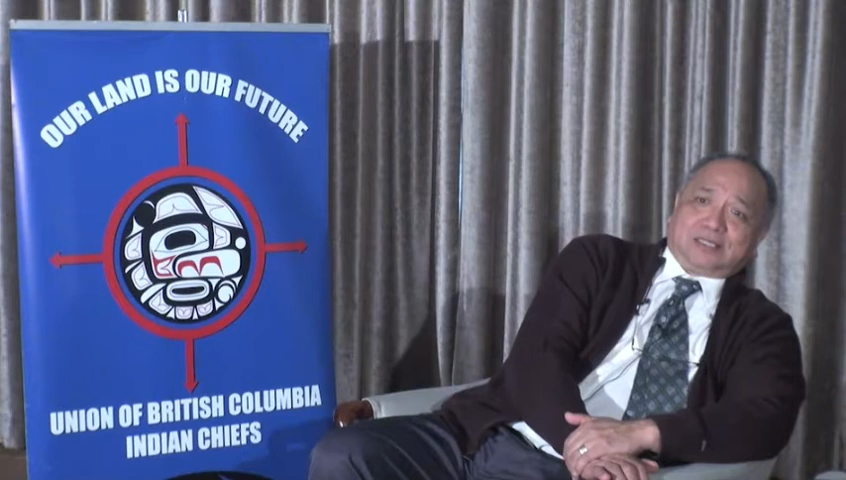 OUR LAND IS OUR FUTURE
UNION OF BRITISH COLUMBIA
INDIAN CHIEFS